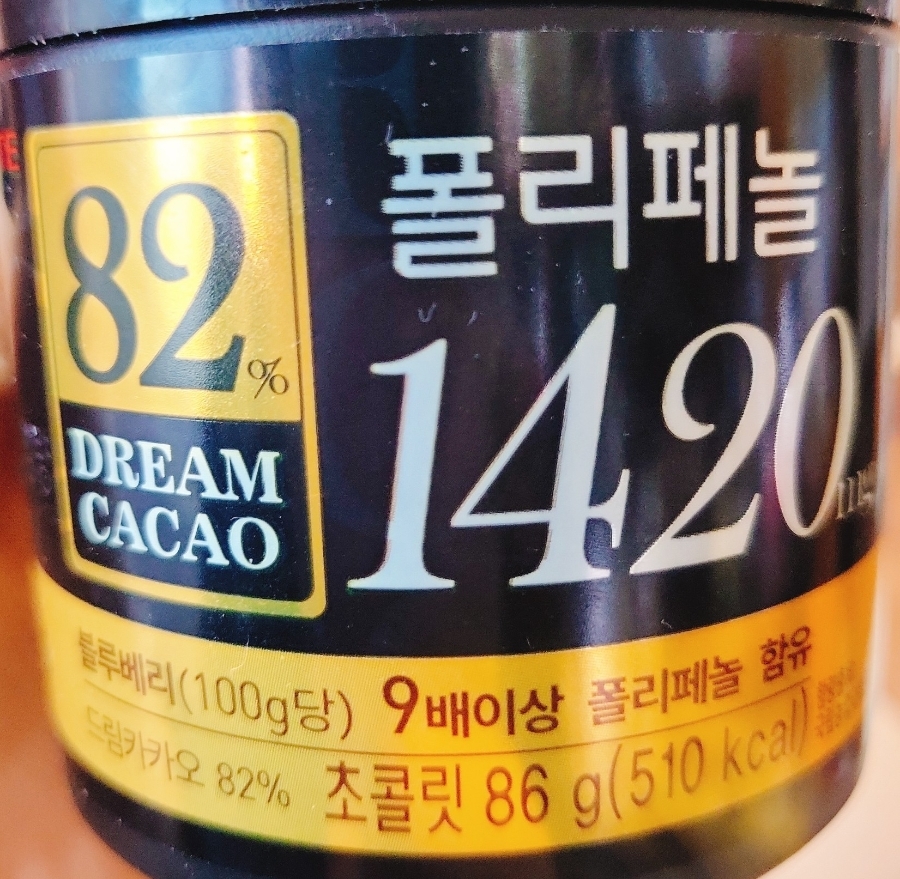 82%
DREAM
CACAO
폴리페놀
1420
블루베리(100g당) 9배이상 폴리페놀 함유
드림카카오 82% 초콜릿 86 g(510 kcal)